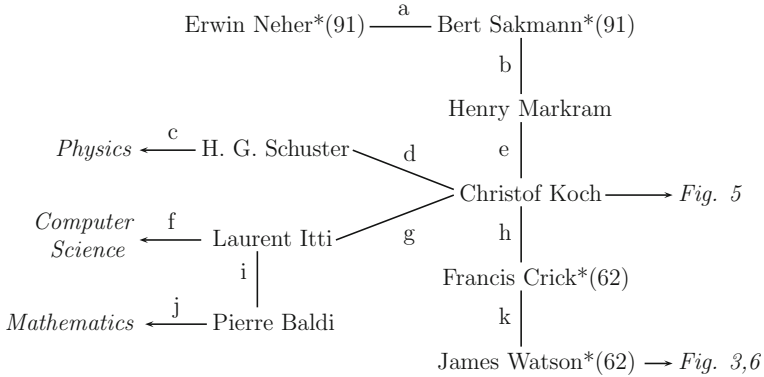 a
Erwin Neher*(91) Bert Sakmann*(91)
b
Henry Markram
c
Physics H. G. Schuster d e
Christof Koch Fig. 5
Computer
Science f Laurent Itti g h
i Francis Crick*(62)
j k
Mathematics Pierre Baldi
James Watson*(62) Fig. 3,6